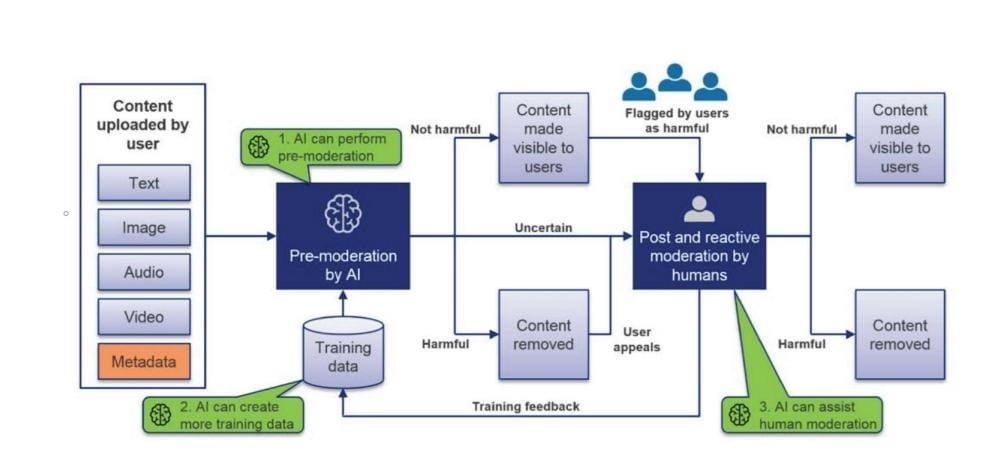 Content
uploaded by
user
Text
Image
Audio
Video
Metadata
1. AI can perform
pre-moderation
Pre-moderation
by AI
Training
data
2. AI can create
more training data
Not harmful
Content
made
visible to
users
Uncertain
Harmful
Content
removed
User
appeals
Training feedback
Flagged by users
as harmful
Post and reactive
moderation by
humans
3. AI can assist
human moderation
Not harmful
Content
made
visible to
users
Harmful
Content
removed